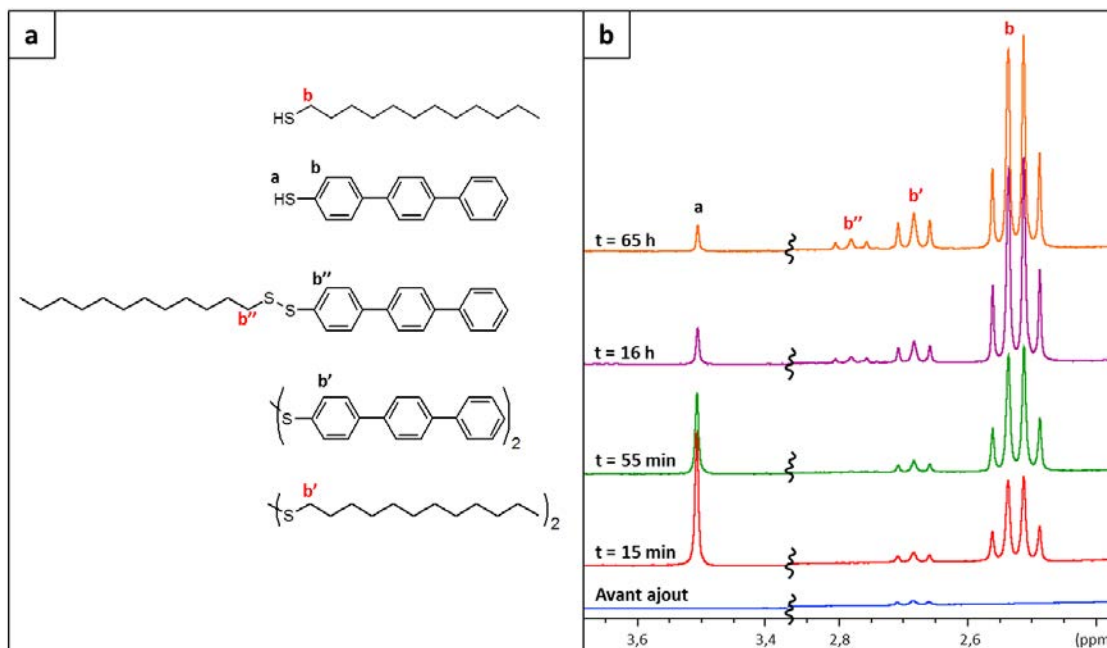 a
b
HS
a
b
HS
b''
S
S
b''
b'
S
2
b'
S
2
b
b
a
b''
b'
t = 65 h
t = 16 h
t = 55 min
t = 15 min
Avant ajout
3,6
3,4
2,8
2,6
(ppm